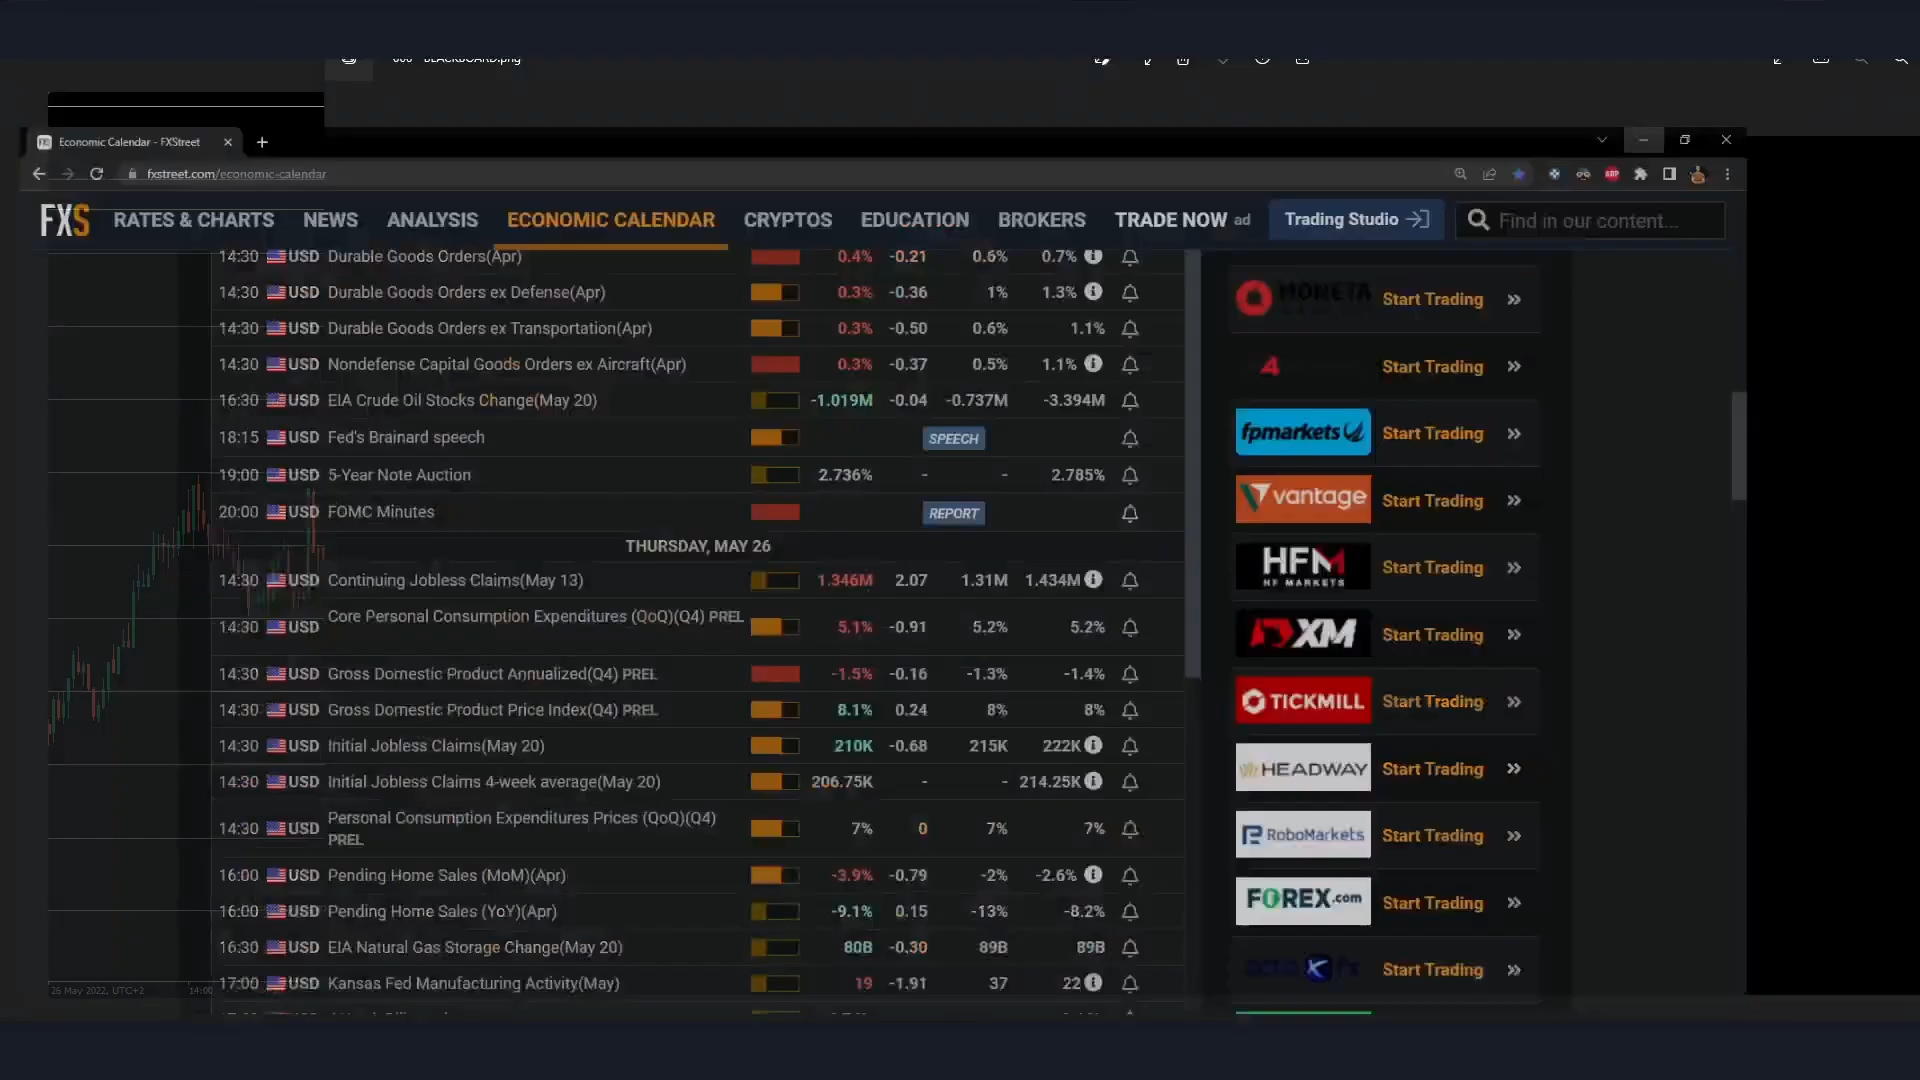 Economic Calendar - FXStreet
fxstreet.com/economic-calendar
FXS RATES & CHARTS NEWS ANALYSIS ECONOMIC CALENDAR CRYPTOS EDUCATION BROKERS TRADE NOW ad Trading Studio Find in our content...
14:30 USD Durable Goods Orders(Apr) 0.4% -0.21 0.6% 0.7%
14:30 USD Durable Goods Orders ex Defense(Apr) 0.3% -0.36 1% 1.3%
MONETA Start Trading
14:30 USD Durable Goods Orders ex Transportation(Apr) 0.3% -0.50 0.6% 1.1%
14:30 USD Nondefense Capital Goods Orders ex Aircraft(Apr) 0.3% -0.37 0.5% 1.1%
4 Start Trading
16:30 USD EIA Crude Oil Stocks Change(May 20) -1.019M -0.04 -0.737M -3.394M
18:15 USD Fed's Brainard speech SPEECH
fpmarkets Start Trading
19:00 USD 5-Year Note Auction 2.736% - - 2.785%
vantage Start Trading
20:00 USD FOMC Minutes REPORT
THURSDAY, MAY 26
HFM HF MARKETS Start Trading
14:30 USD Continuing Jobless Claims(May 13) 1.346M 2.07 1.31M 1.434M
14:30 USD Core Personal Consumption Expenditures (QoQ)(Q4) PREL 5.1% -0.91 5.2% 5.2%
XM Start Trading
14:30 USD Gross Domestic Product Annualized(Q4) PREL -1.5% -0.16 -1.3% -1.4%
TICKMILL Start Trading
14:30 USD Gross Domestic Product Price Index(Q4) PREL 8.1% 0.24 8% 8%
14:30 USD Initial Jobless Claims(May 20) 210K -0.68 215K 222K
HEADWAY Start Trading
14:30 USD Initial Jobless Claims 4-week average(May 20) 206.75K - - 214.25K
14:30 USD Personal Consumption Expenditures Prices (QoQ)(Q4) 7% 0 7% 7%
PREL
RoboMarkets Start Trading
16:00 USD Pending Home Sales (MoM)(Apr) -3.9% -0.79 -2% -2.6%
FOREX.com Start Trading
16:00 USD Pending Home Sales (YoY)(Apr) -9.1% 0.15 -13% -8.2%
16:30 USD EIA Natural Gas Storage Change(May 20) 80B -0.30 89B 89B
Start Trading
17:00 USD Kansas Fed Manufacturing Activity(May) 19 -1.91 37 22
26 May 2022, UTC+2 14:00